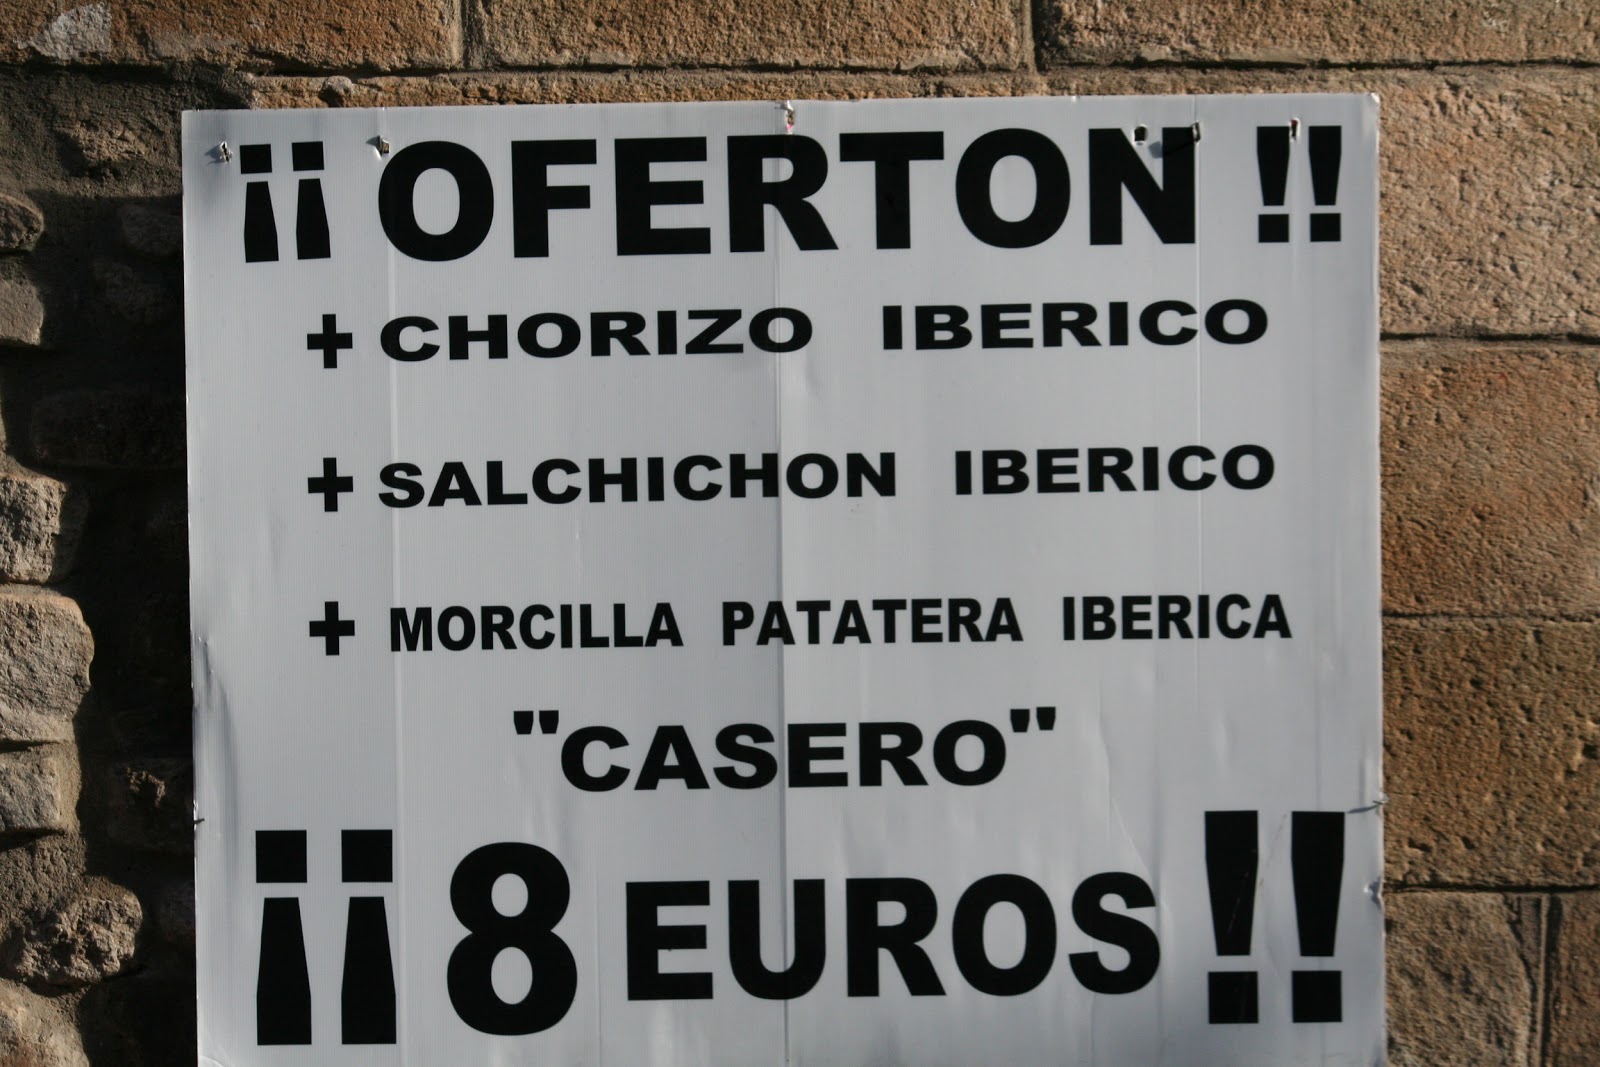 ¡¡ OFERTON !!
+ CHORIZO IBERICO
+ SALCHICHON IBERICO
+ MORCILLA PATATERA IBERICA
"CASERO"
¡¡8 EUROS!!